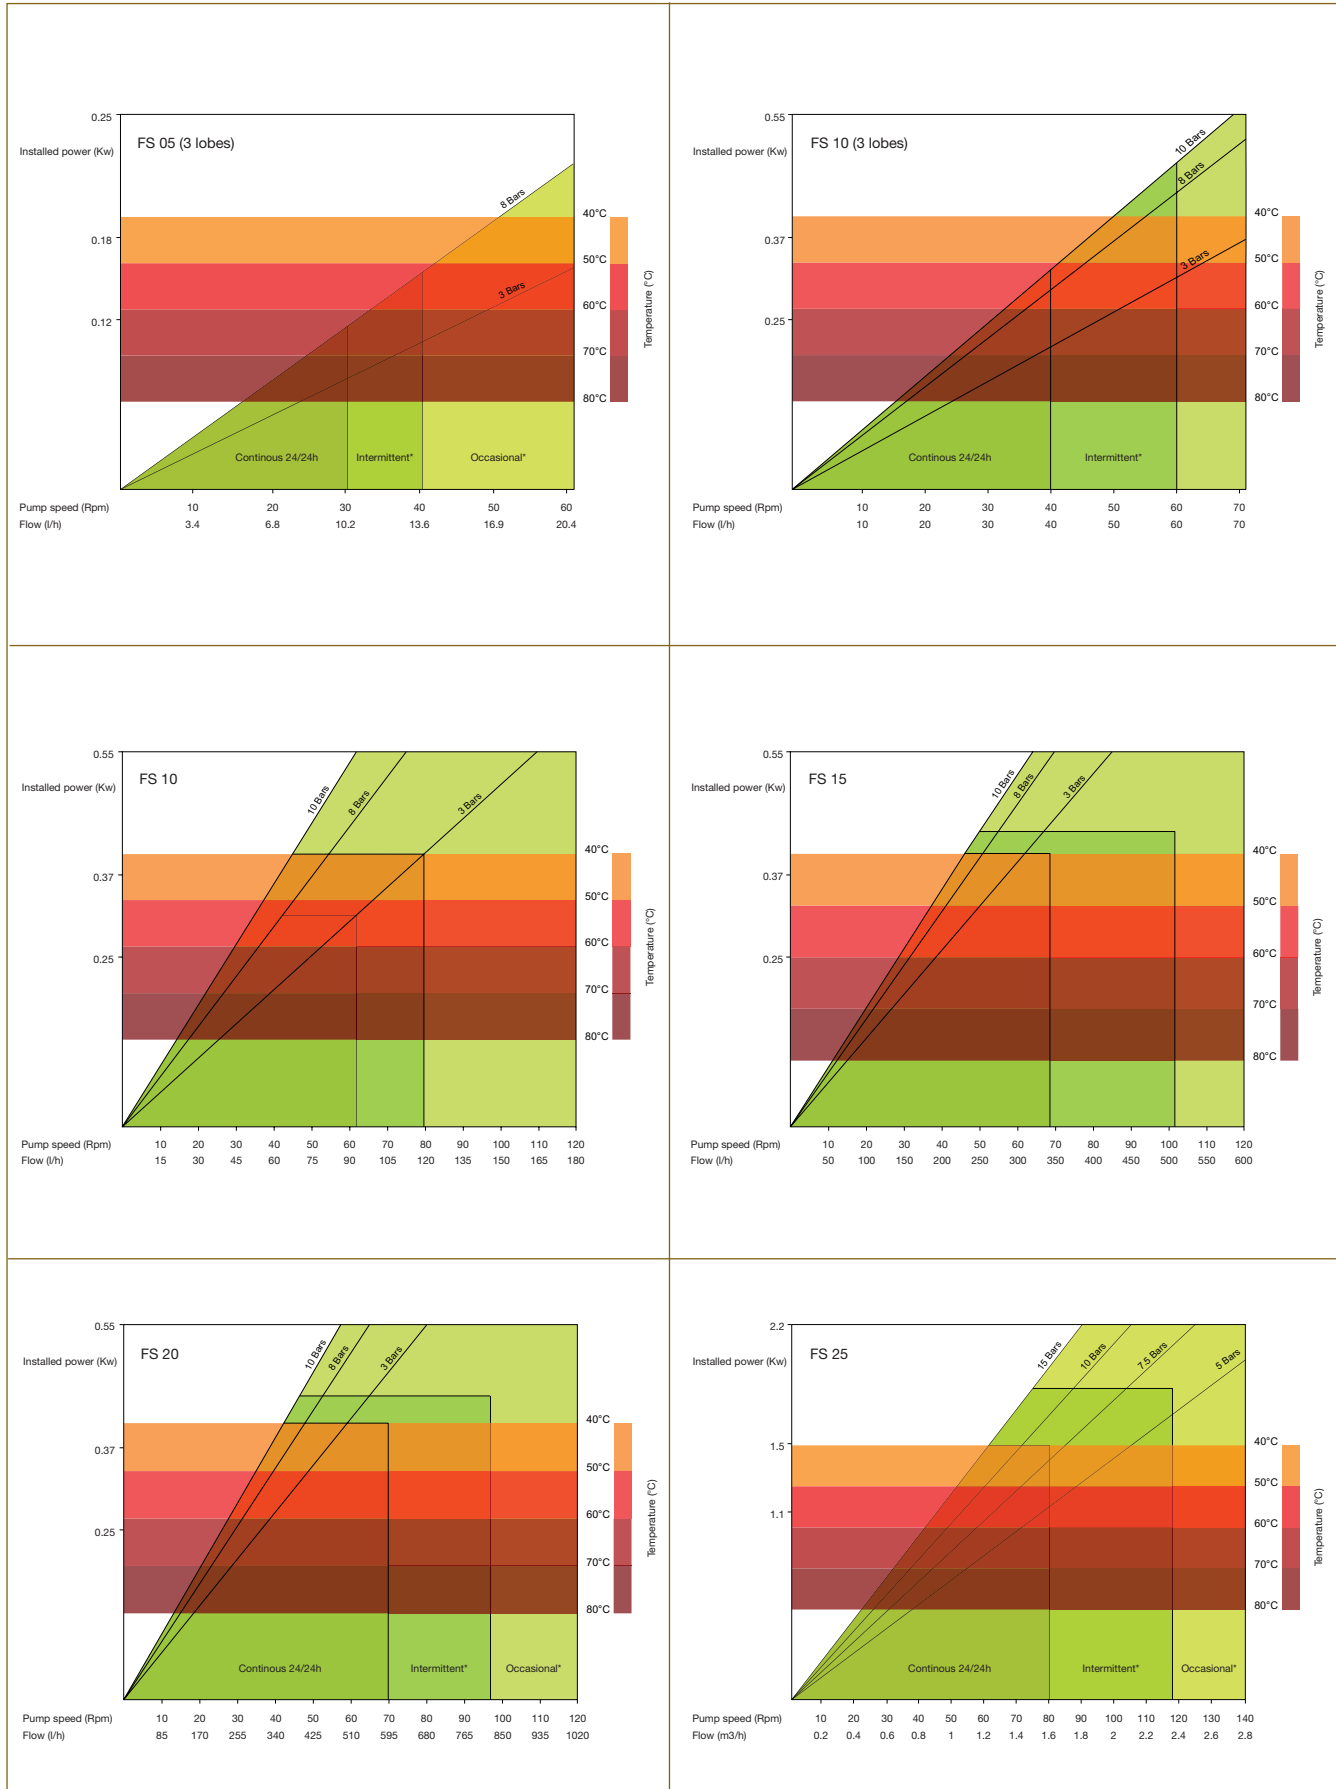 0.25
Installed power (Kw)
FS 05 (3 lobes)
8 Bars
3 Bars
0.18
0.12
40°C
50°C
60°C
70°C
80°C
Temperature (°C)
Continous 24/24h Intermittent* Occasional*
Pump speed (Rpm) 10 20 30 40 50 60
Flow (l/h) 3.4 6.8 10.2 13.6 16.9 20.4
0.55
Installed power (Kw)
FS 10 (3 lobes)
10 Bars
8 Bars
3 Bars
0.37
0.25
40°C
50°C
60°C
70°C
80°C
Temperature (°C)
Continous 24/24h Intermittent*
Pump speed (Rpm) 10 20 30 40 50 60 70
Flow (l/h) 10 20 30 40 50 60 70
0.55
Installed power (Kw)
FS 10
10 Bars
8 Bars
3 Bars
0.37
0.25
40°C
50°C
60°C
70°C
80°C
Temperature (°C)
Pump speed (Rpm) 10 20 30 40 50 60 70 80 90 100 110 120
Flow (l/h) 15 30 45 60 75 90 105 120 135 150 165 180
0.55
Installed power (Kw)
FS 15
10 Bars
8 Bars
3 Bars
0.37
0.25
40°C
50°C
60°C
70°C
80°C
Temperature (°C)
Pump speed (Rpm) 10 20 30 40 50 60 70 80 90 100 110 120
Flow (l/h) 50 100 150 200 250 300 350 400 450 500 550 600
0.55
Installed power (Kw)
FS 20
10 Bars
8 Bars
3 Bars
0.37
0.25
40°C
50°C
60°C
70°C
80°C
Temperature (°C)
Continous 24/24h Intermittent* Occasional*
Pump speed (Rpm) 10 20 30 40 50 60 70 80 90 100 110 120
Flow (l/h) 85 170 255 340 425 510 595 680 765 850 935 1020
2.2
Installed power (Kw)
FS 25
15 Bars
10 Bars
7.5 Bars
5 Bars
1.5
1.1
40°C
50°C
60°C
70°C
80°C
Temperature (°C)
Continous 24/24h Intermittent* Occasional*
Pump speed (Rpm) 10 20 30 40 50 60 70 80 90 100 110 120 130 140
Flow (m3/h) 0.2 0.4 0.6 0.8 1 1.2 1.4 1.6 1.8 2 2.2 2.4 2.6 2.8